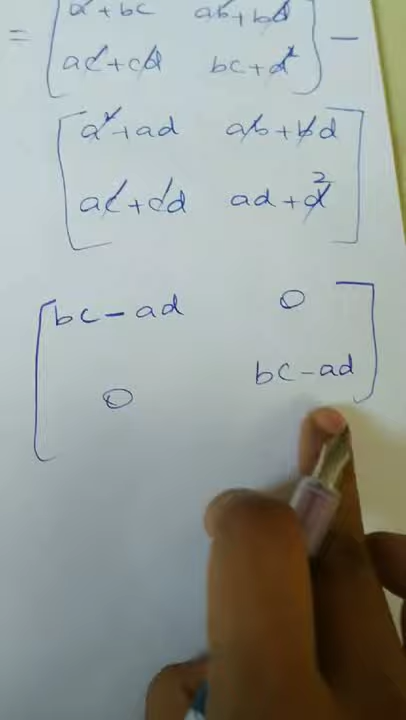 a² + bc ab + bd
=
ac + cd bc + d² −
a² + ad ab + bd
ac + cd ad + d²
bc − ad 0
0 bc − ad